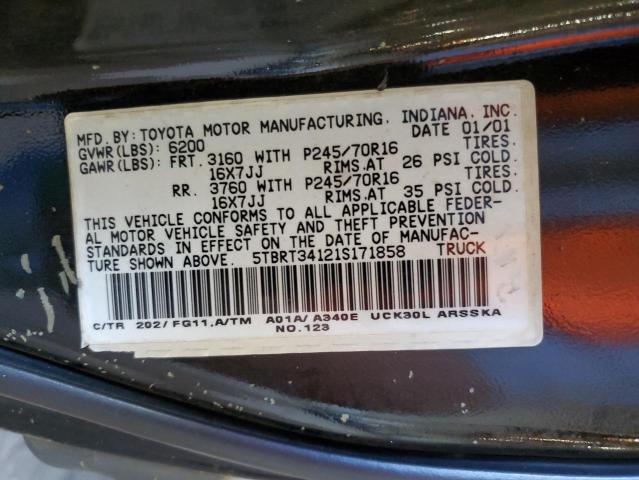 MFD. BY: TOYOTA MOTOR MANUFACTURING, INDIANA, INC.
GVWR(LBS): 6200 DATE 01/01
GAWR(LBS): FRT. 3160 WITH P245/70R16 TIRES,
16X7JJ RIMS,AT 26 PSI COLD.
RR. 3760 WITH P245/70R16 TIRES,
16X7JJ RIMS,AT 35 PSI COLD.
THIS VEHICLE CONFORMS TO ALL APPLICABLE FEDER-
AL MOTOR VEHICLE SAFETY AND THEFT PREVENTION
STANDARDS IN EFFECT ON THE DATE OF MANUFAC-
TURE SHOWN ABOVE. 5TBRT34121S171858 TRUCK
C/TR 202/FG11,A/TM A01A/A340E UCK30L ARSSKA
NO.123